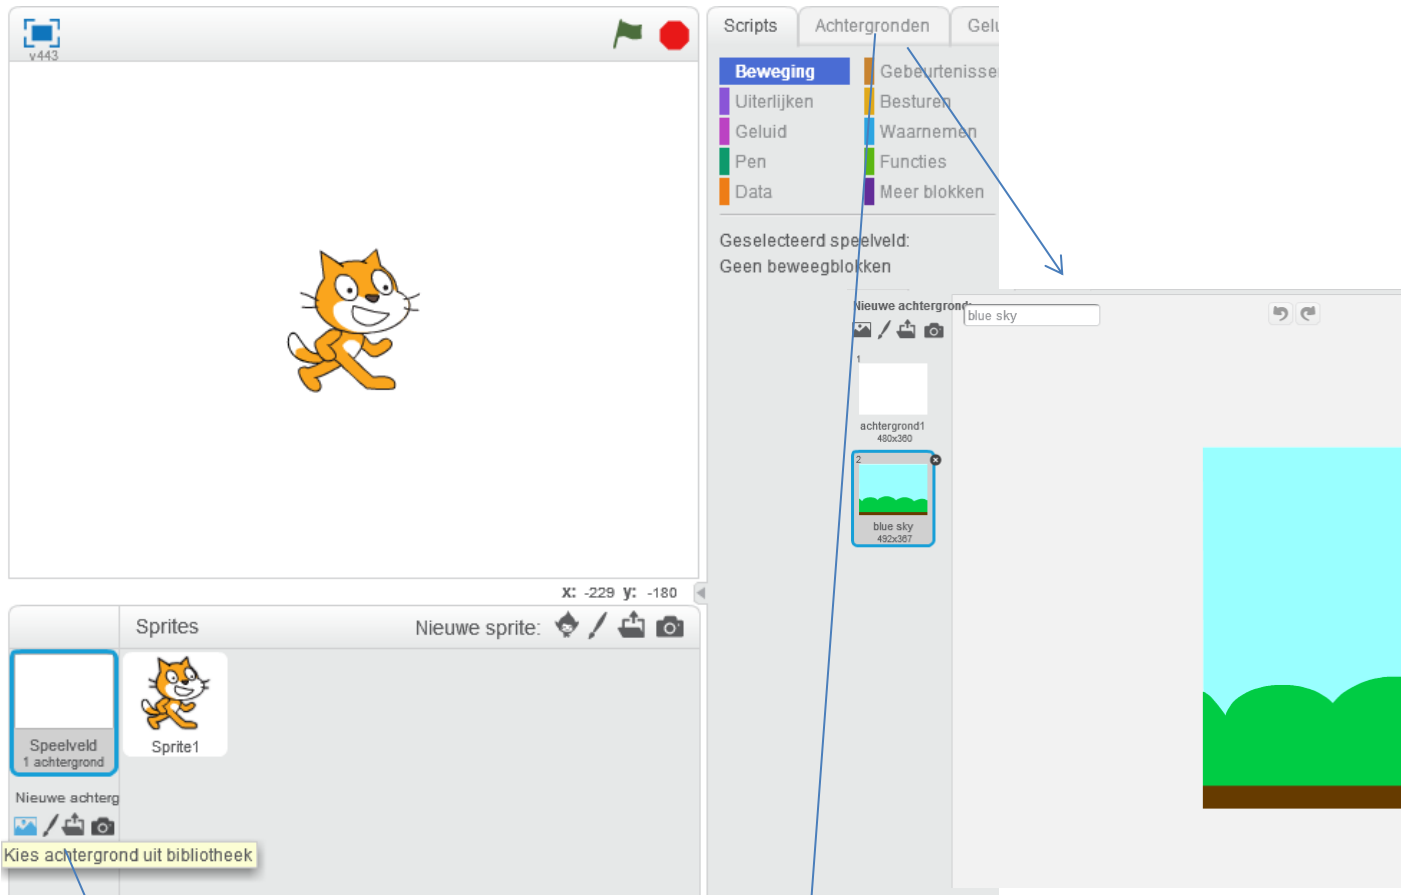 v443
Scripts
Achtergronden
Gelu
Beweging
Gebeurtenisse
Uiterlijken
Besturen
Geluid
Waarnemen
Pen
Functies
Data
Meer blokken
Geselecteerd speelveld:
Geen beweegblokken
Nieuwe achtergrond:
blue sky
1
achtergrond1
480x360
2
blue sky
492x367
x: -229 y: -180
Sprites
Nieuwe sprite:
Speelveld
1 achtergrond
Sprite1
Nieuwe achterg
Kies achtergrond uit bibliotheek